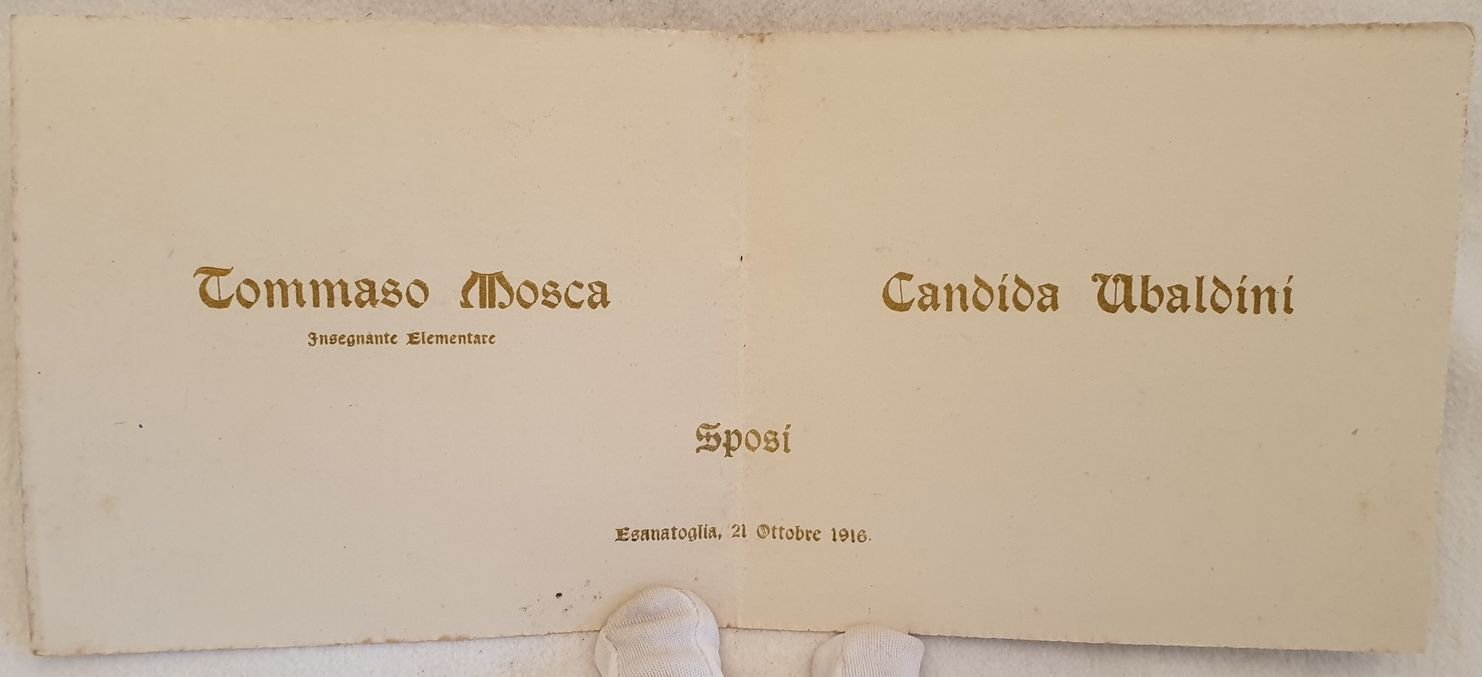 Tommaso Mosca
Insegnante Elementare
Candida Ubaldini
Sposi
Esanatoglia, 21 Ottobre 1916.